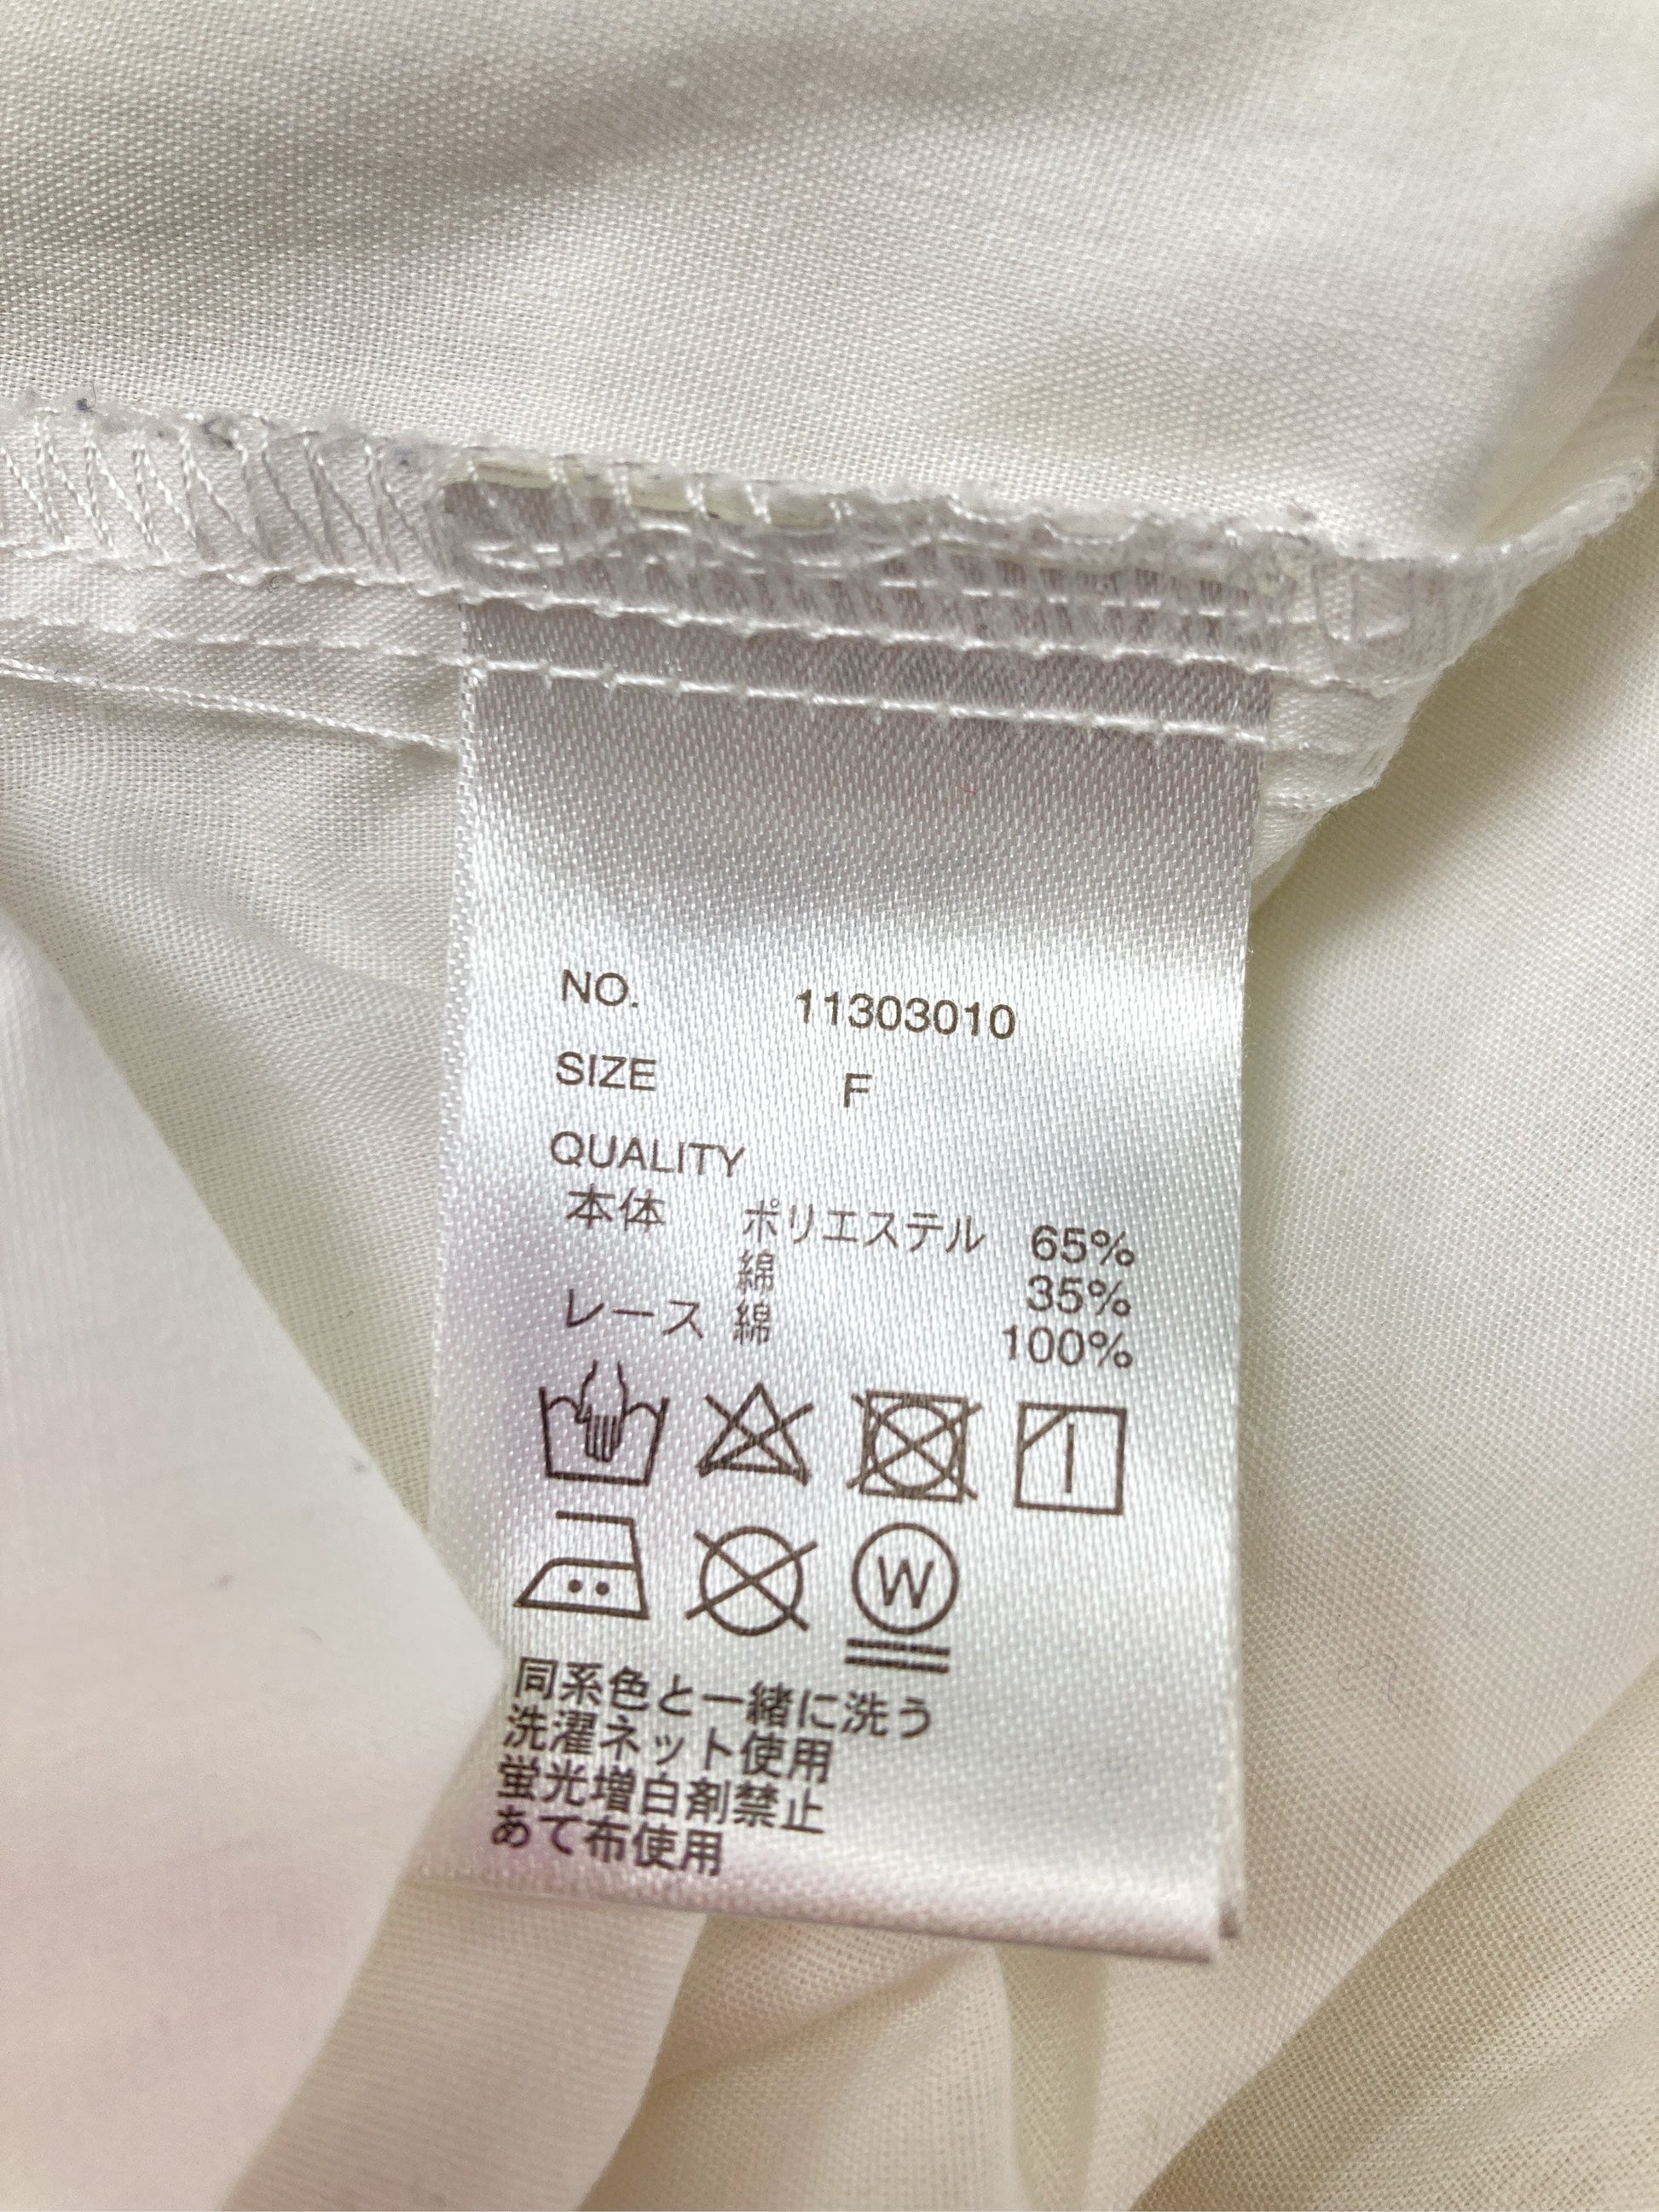 NO. 11303010
SIZE F
QUALITY
本体 ポリエステル 65%
綿 35%
レース 綿 100%
W
同系色と一緒に洗う
洗濯ネット使用
蛍光増白剤禁止
あて布使用